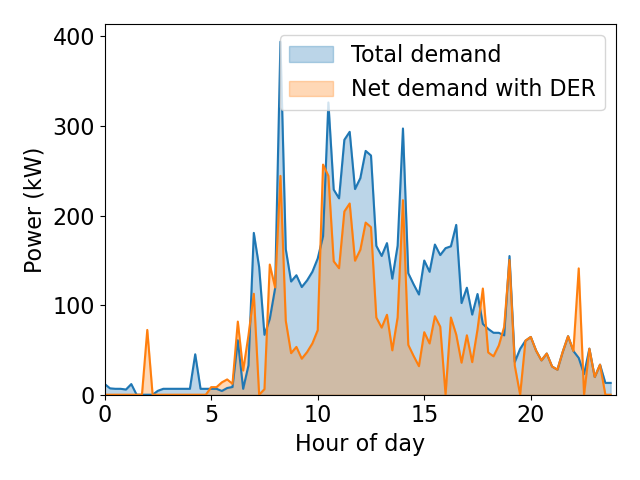 Total demand
Net demand with DER
Power (kW)
400
300
200
100
0
0 5 10 15 20
Hour of day